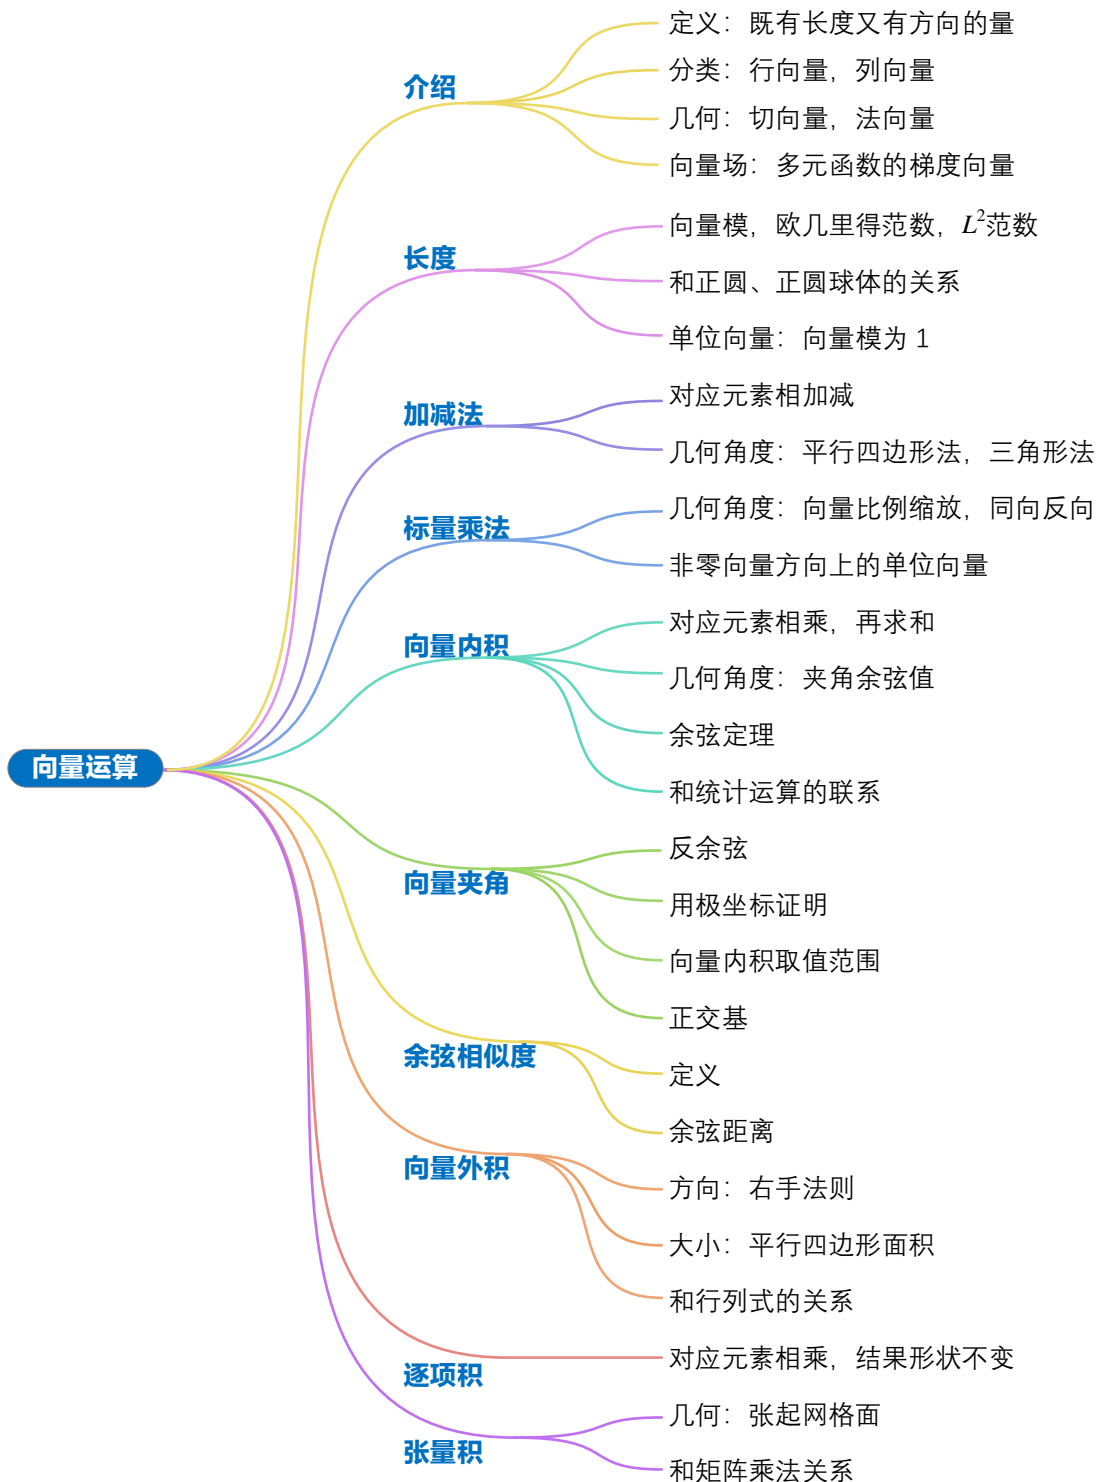 向量运算
介绍
定义：既有长度又有方向的量
分类：行向量，列向量
几何：切向量，法向量
向量场：多元函数的梯度向量
长度
向量模，欧几里得范数，L²范数
和正圆、正圆球体的关系
单位向量：向量模为 1
加减法
对应元素相加减
几何角度：平行四边形法，三角形法
标量乘法
几何角度：向量比例缩放，同向反向
非零向量方向上的单位向量
向量内积
对应元素相乘，再求和
几何角度：夹角余弦值
余弦定理
和统计运算的联系
向量夹角
反余弦
用极坐标证明
向量内积取值范围
正交基
余弦相似度
定义
余弦距离
向量外积
方向：右手法则
大小：平行四边形面积
和行列式的关系
逐项积
对应元素相乘，结果形状不变
张量积
几何：张起网格面
和矩阵乘法关系